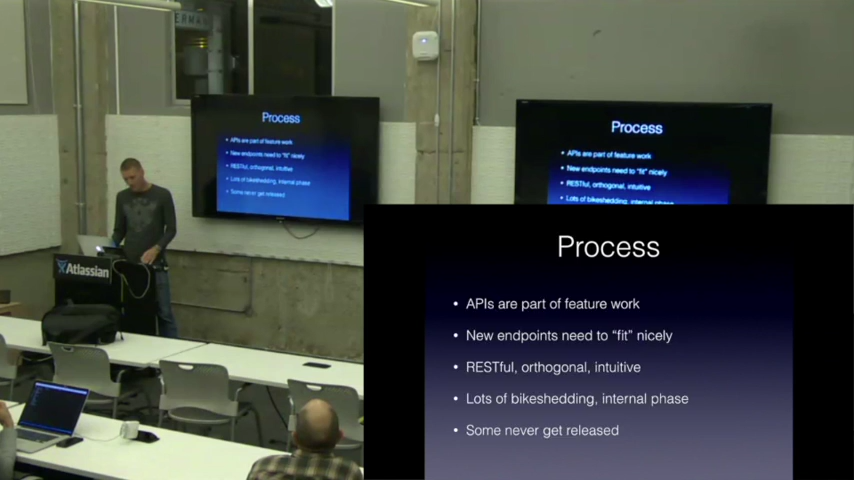 ERMAN
Process
• APIs are part of feature work
• New endpoints need to "fit" nicely
• RESTful, orthogonal, intuitive
• Lots of bikeshedding, internal phase
• Some never get released
Process
• APIs are part of feature work
• New endpoints need to "fit" nicely
• RESTful, orthogonal, intuitive
• Lots of bikeshedding, internal phase
Atlassian
Process
• APIs are part of feature work
• New endpoints need to “fit” nicely
• RESTful, orthogonal, intuitive
• Lots of bikeshedding, internal phase
• Some never get released